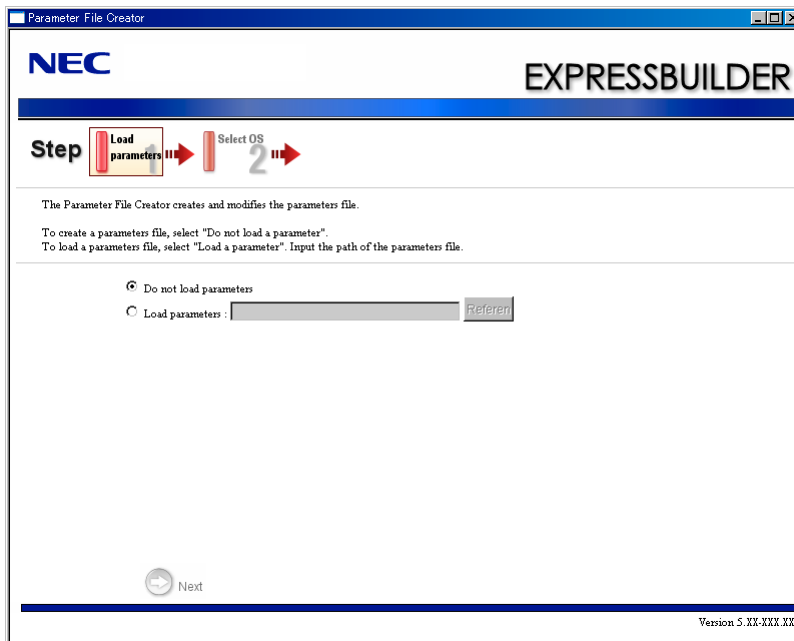 Parameter File Creator
NEC
EXPRESSBUILDER
Step
Load
parameters
1
Select OS
2
The Parameter File Creator creates and modifies the parameters file.
To create a parameters file, select "Do not load a parameter".
To load a parameters file, select "Load a parameter". Input the path of the parameters file.
Do not load parameters
Load parameters :
Referen
Next
Version 5.XX-XXX.XX